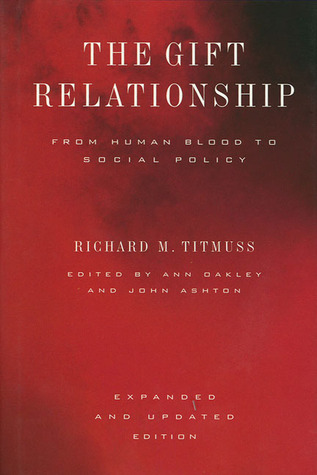 THE GIFT
RELATIONSHIP
FROM HUMAN BLOOD TO
SOCIAL POLICY
RICHARD M. TITMUSS
EDITED BY ANN OAKLEY
AND JOHN ASHTON
EXPANDED
AND UPDATED
EDITION